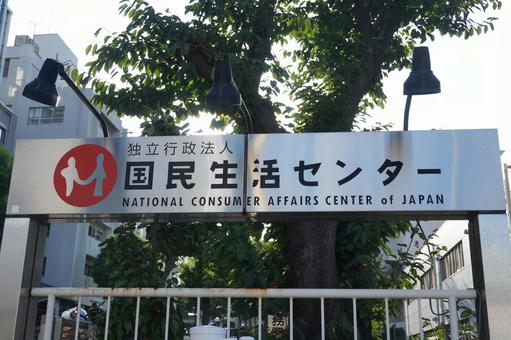 独立行政法人
国民生活センター
NATIONAL CONSUMER AFFAIRS CENTER of JAPAN